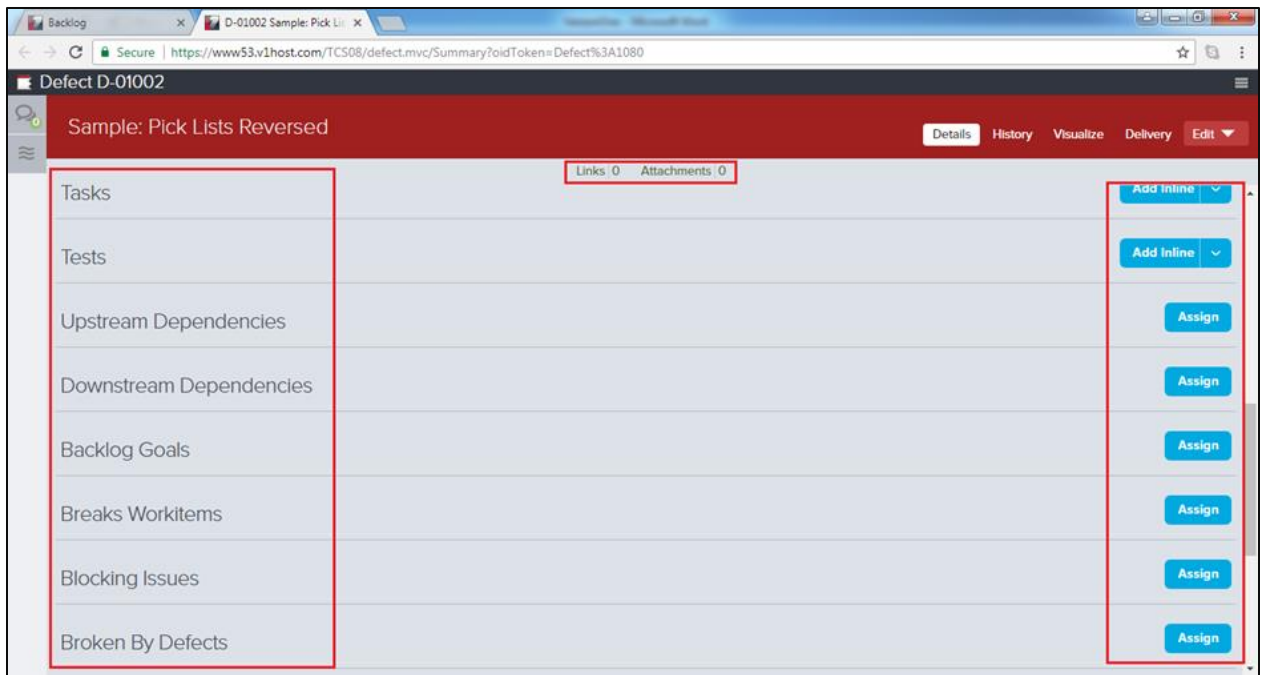 Backlog
D-01002 Sample: Pick Li
Secure | https://www53.v1host.com/TCS08/defect.mvc/Summary?oidToken=Defect%3A1080
Defect D-01002
Sample: Pick Lists Reversed
Details History Visualize Delivery Edit
Links 0 Attachments 0
Tasks Add Inline
Tests Add Inline
Upstream Dependencies Assign
Downstream Dependencies Assign
Backlog Goals Assign
Breaks Workitems Assign
Blocking Issues Assign
Broken By Defects Assign